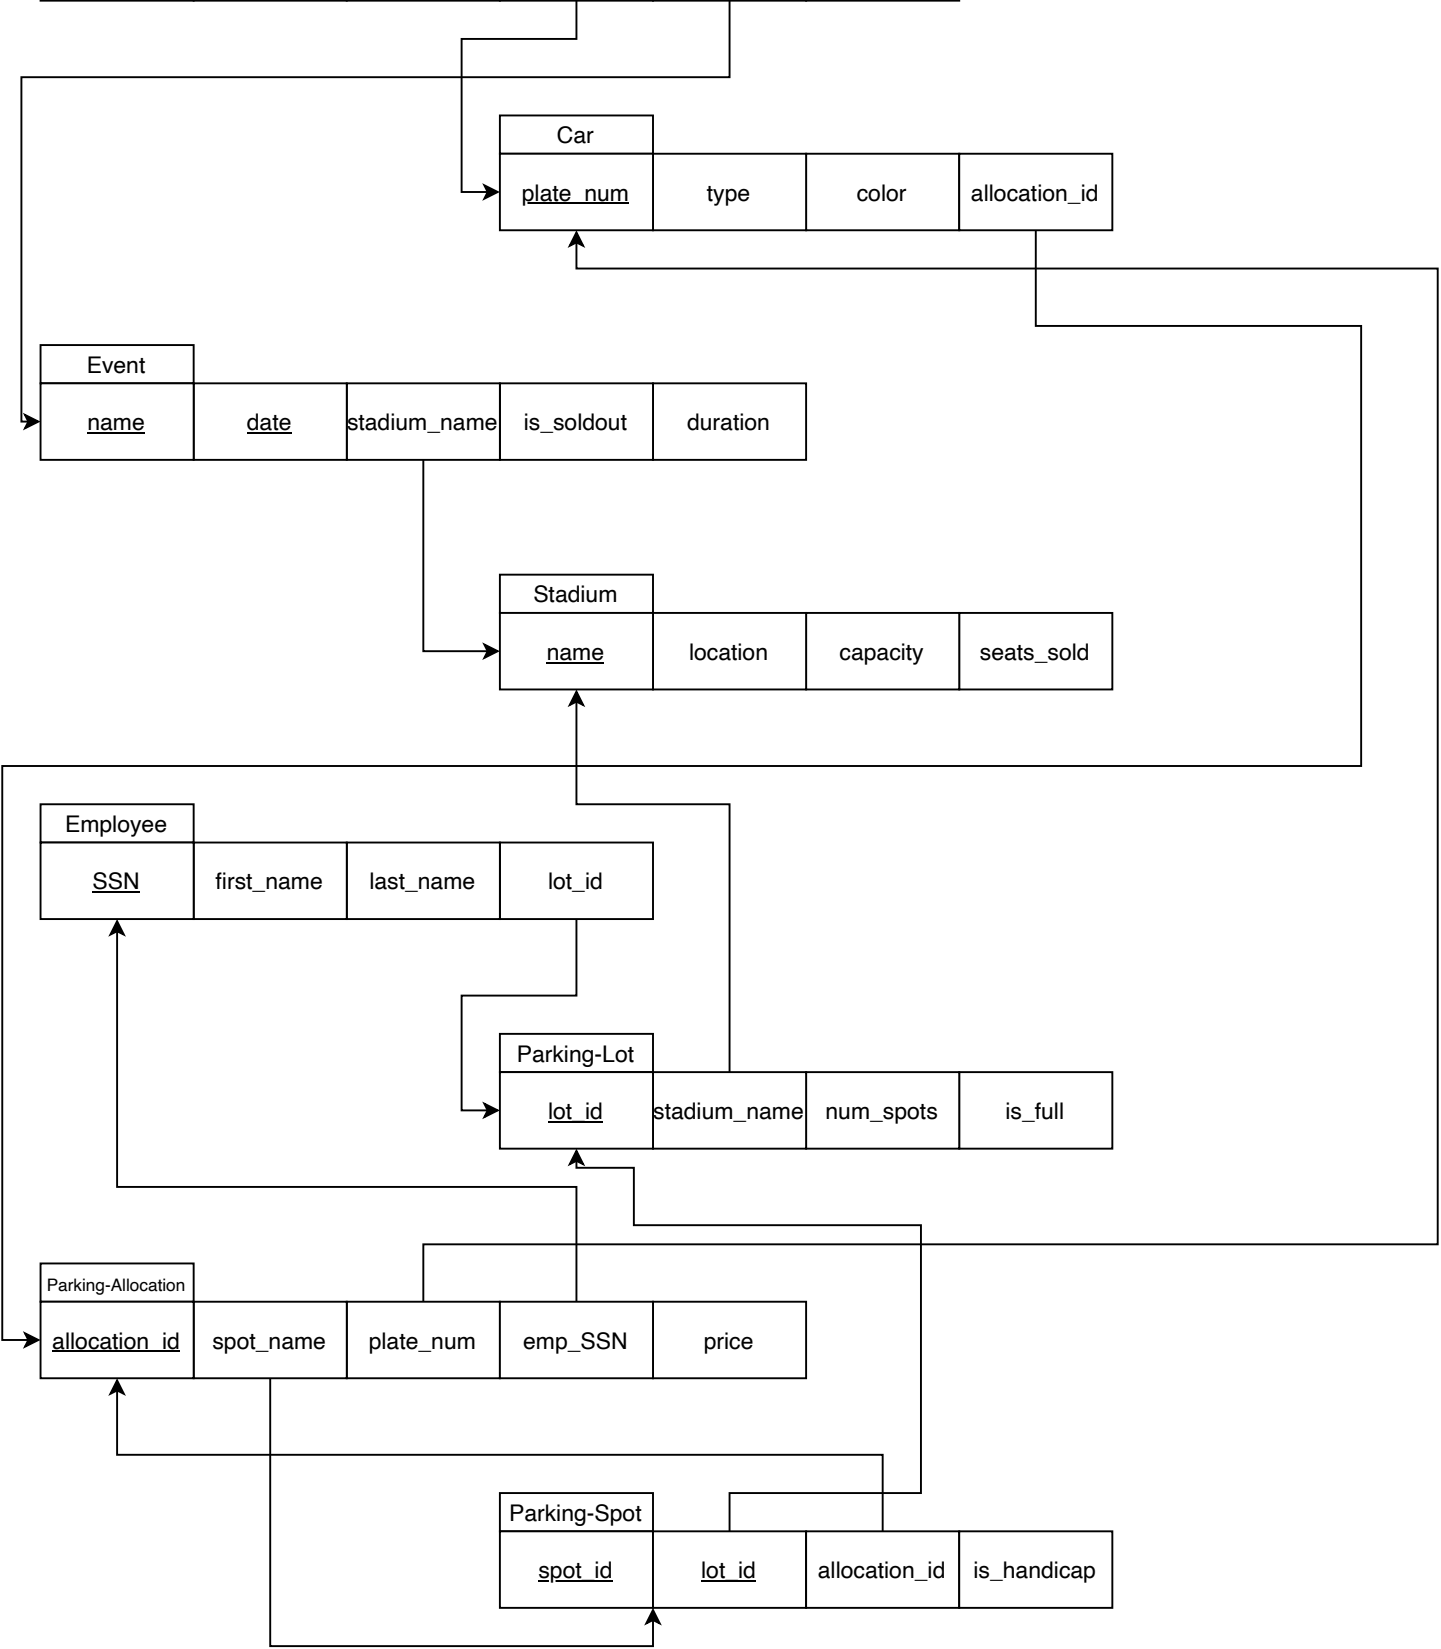 Car
plate_num type color allocation_id
Event
name date stadium_name is_soldout duration
Stadium
name location capacity seats_sold
Employee
SSN first_name last_name lot_id
Parking-Lot
lot_id stadium_name num_spots is_full
Parking-Allocation
allocation_id spot_name plate_num emp_SSN price
Parking-Spot
spot_id lot_id allocation_id is_handicap